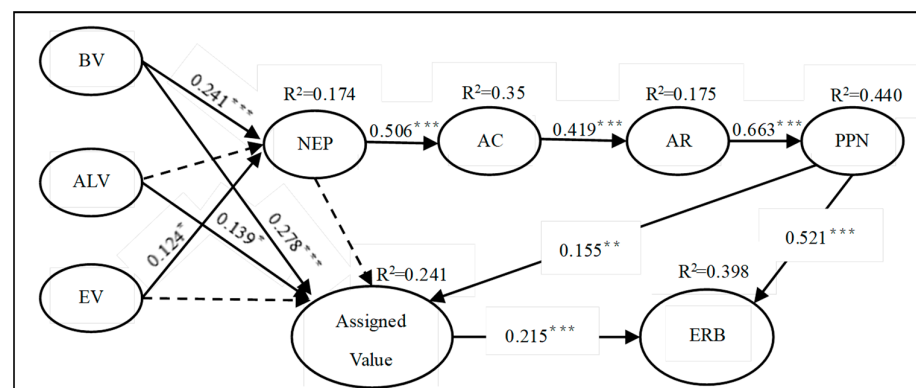 BV
0.241***
R²=0.174
R²=0.35
R²=0.175
R²=0.440
NEP
0.506***
AC
0.419***
AR
0.663***
PPN
ALV
0.124*
0.139*
0.278***
0.155**
0.521***
EV
R²=0.241
R²=0.398
Assigned
Value
0.215***
ERB